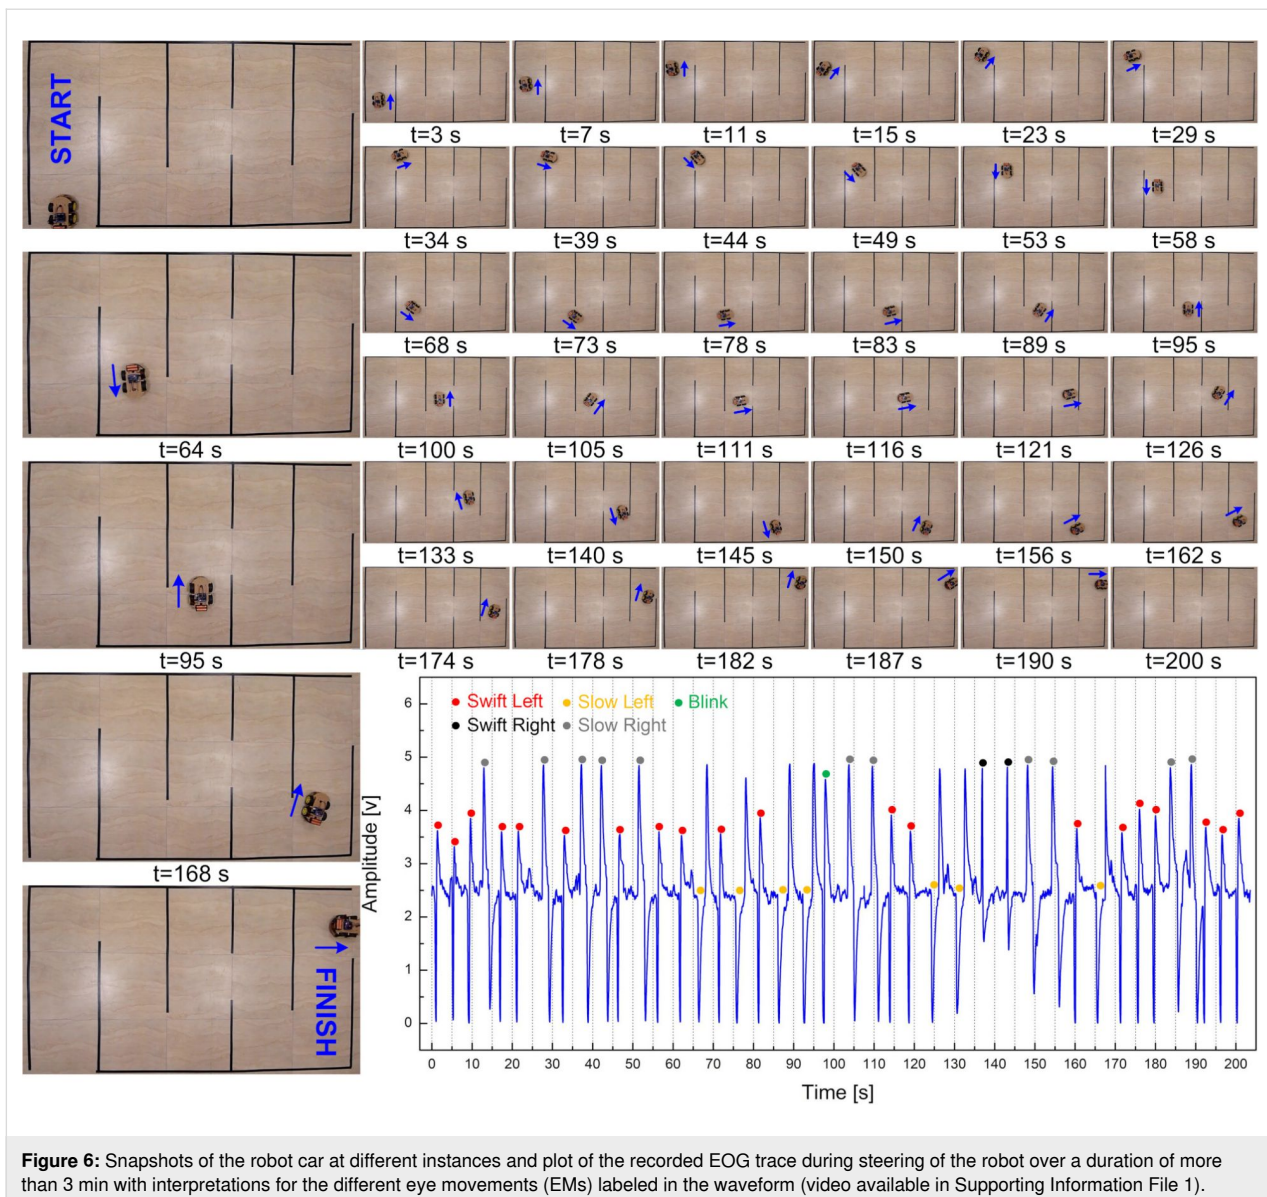 START
t=3 s
t=7 s
t=11 s
t=15 s
t=23 s
t=29 s
t=34 s
t=39 s
t=44 s
t=49 s
t=53 s
t=58 s
t=64 s
t=68 s
t=73 s
t=78 s
t=83 s
t=89 s
t=95 s
t=100 s
t=105 s
t=111 s
t=116 s
t=121 s
t=126 s
t=95 s
t=133 s
t=140 s
t=145 s
t=150 s
t=156 s
t=162 s
t=174 s
t=178 s
t=182 s
t=187 s
t=190 s
t=200 s
t=168 s
FINISH
Swift Left Slow Left Blink
Swift Right Slow Right
Amplitude [v]
6
5
4
3
2
1
0
0 10 20 30 40 50 60 70 80 90 100 110 120 130 140 150 160 170 180 190 200
Time [s]
Figure 6: Snapshots of the robot car at different instances and plot of the recorded EOG trace during steering of the robot over a duration of more
than 3 min with interpretations for the different eye movements (EMs) labeled in the waveform (video available in Supporting Information File 1).